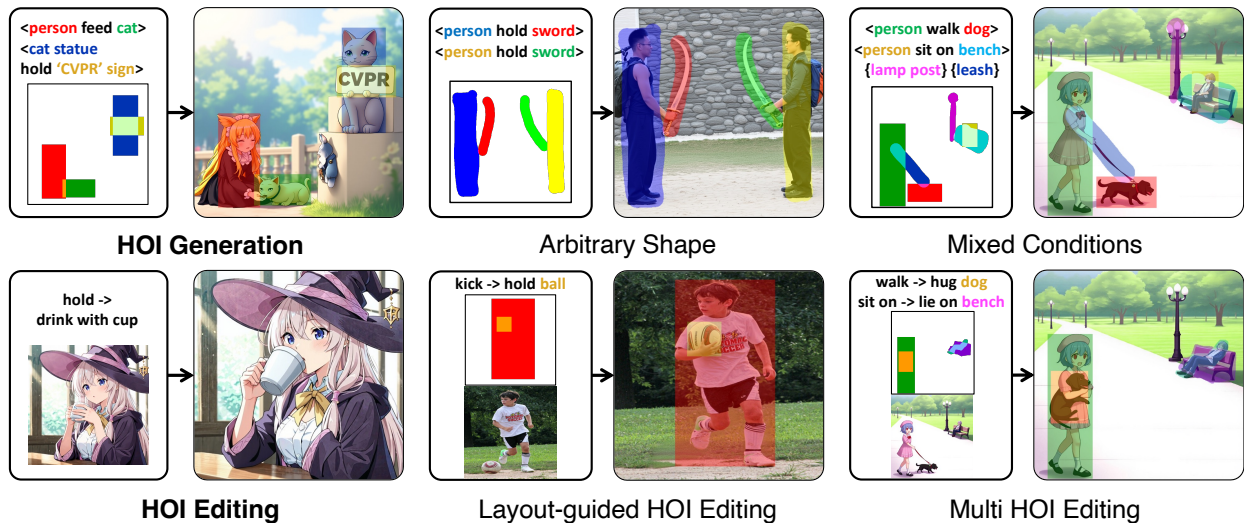 <person feed cat>
<cat statue
hold ‘CVPR’ sign>
CVPR
HOI Generation
<person hold sword>
<person hold sword>
Arbitrary Shape
<person walk dog>
<person sit on bench>
{lamp post} {leash}
Mixed Conditions
hold ->
drink with cup
HOI Editing
kick -> hold ball
Layout-guided HOI Editing
walk -> hug dog
sit on -> lie on bench
Multi HOI Editing